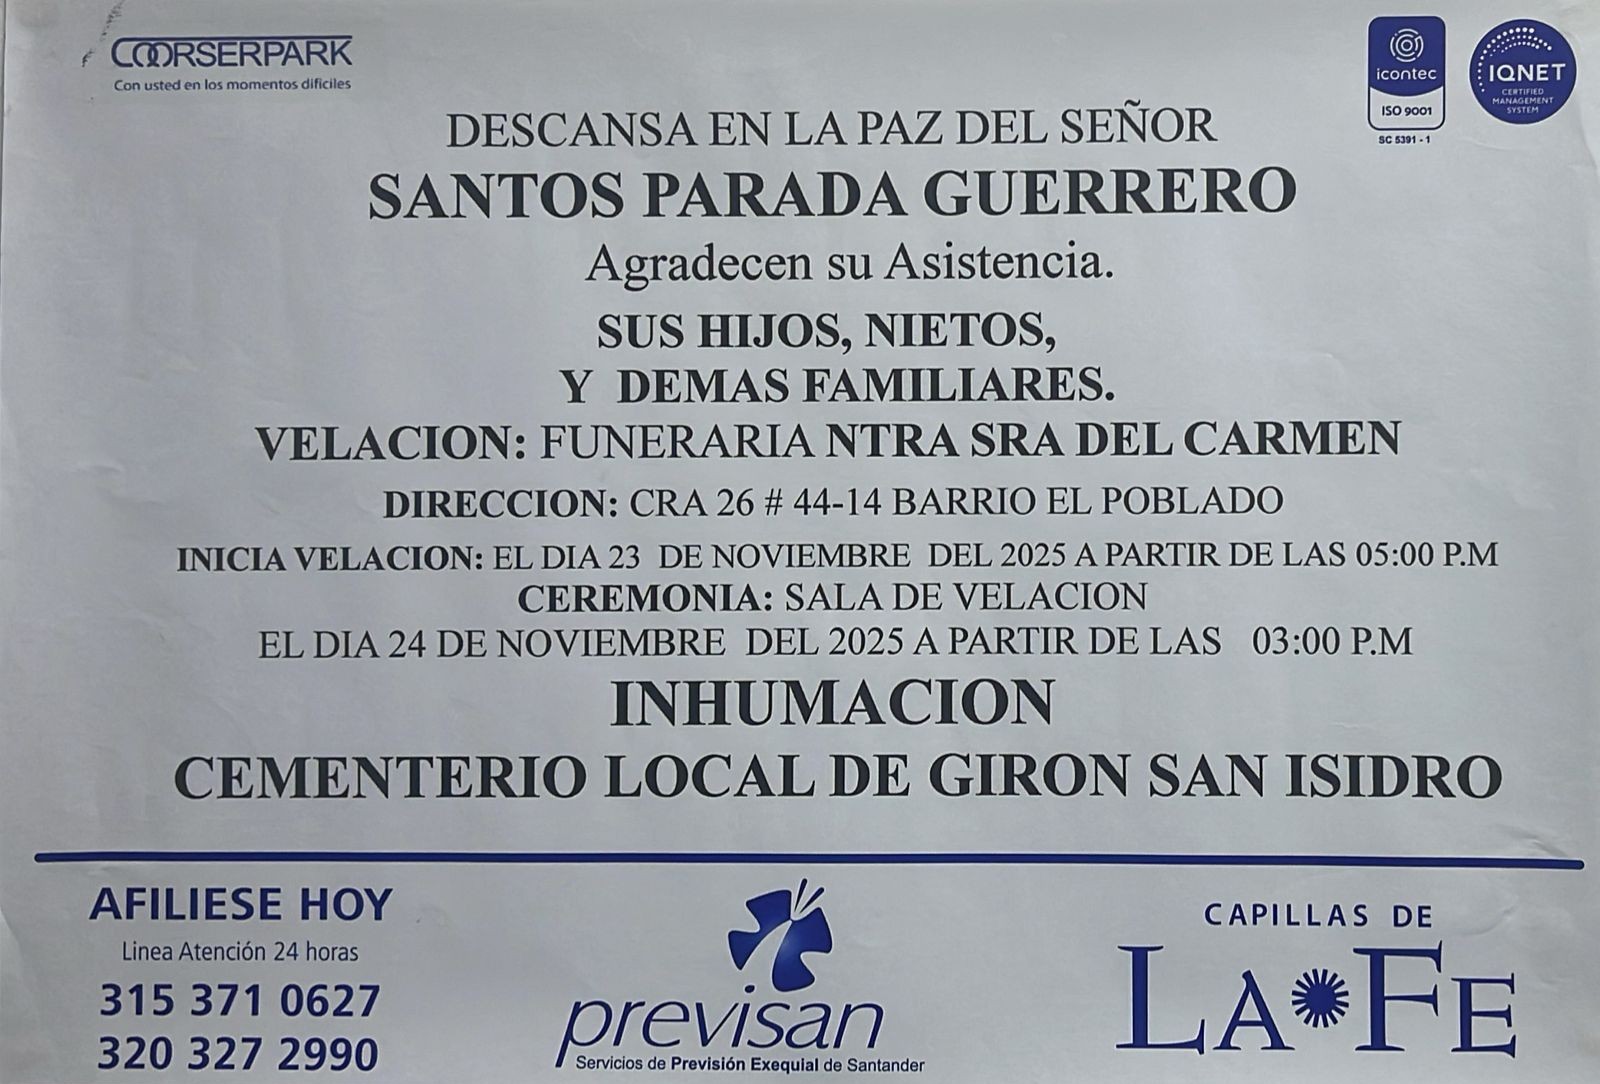 COORSERPARK
Con usted en los momentos dificiles
icontec
ISO 9001
SC 5391 - 1
IQNET
CERTIFIED
MANAGEMENT
SYSTEM
DESCANSA EN LA PAZ DEL SEÑOR
SANTOS PARADA GUERRERO
Agradecen su Asistencia.
SUS HIJOS, NIETOS,
Y DEMAS FAMILIARES.
VELACION: FUNERARIA NTRA SRA DEL CARMEN
DIRECCION: CRA 26 # 44-14 BARRIO EL POBLADO
INICIA VELACION: EL DIA 23 DE NOVIEMBRE DEL 2025 A PARTIR DE LAS 05:00 P.M
CEREMONIA: SALA DE VELACION
EL DIA 24 DE NOVIEMBRE DEL 2025 A PARTIR DE LAS 03:00 P.M
INHUMACION
CEMENTERIO LOCAL DE GIRON SAN ISIDRO
AFILIESE HOY
Linea Atención 24 horas
315 371 0627
320 327 2990
previsan
Servicios de Previsión Exequial de Santander
CAPILLAS DE
LA FE